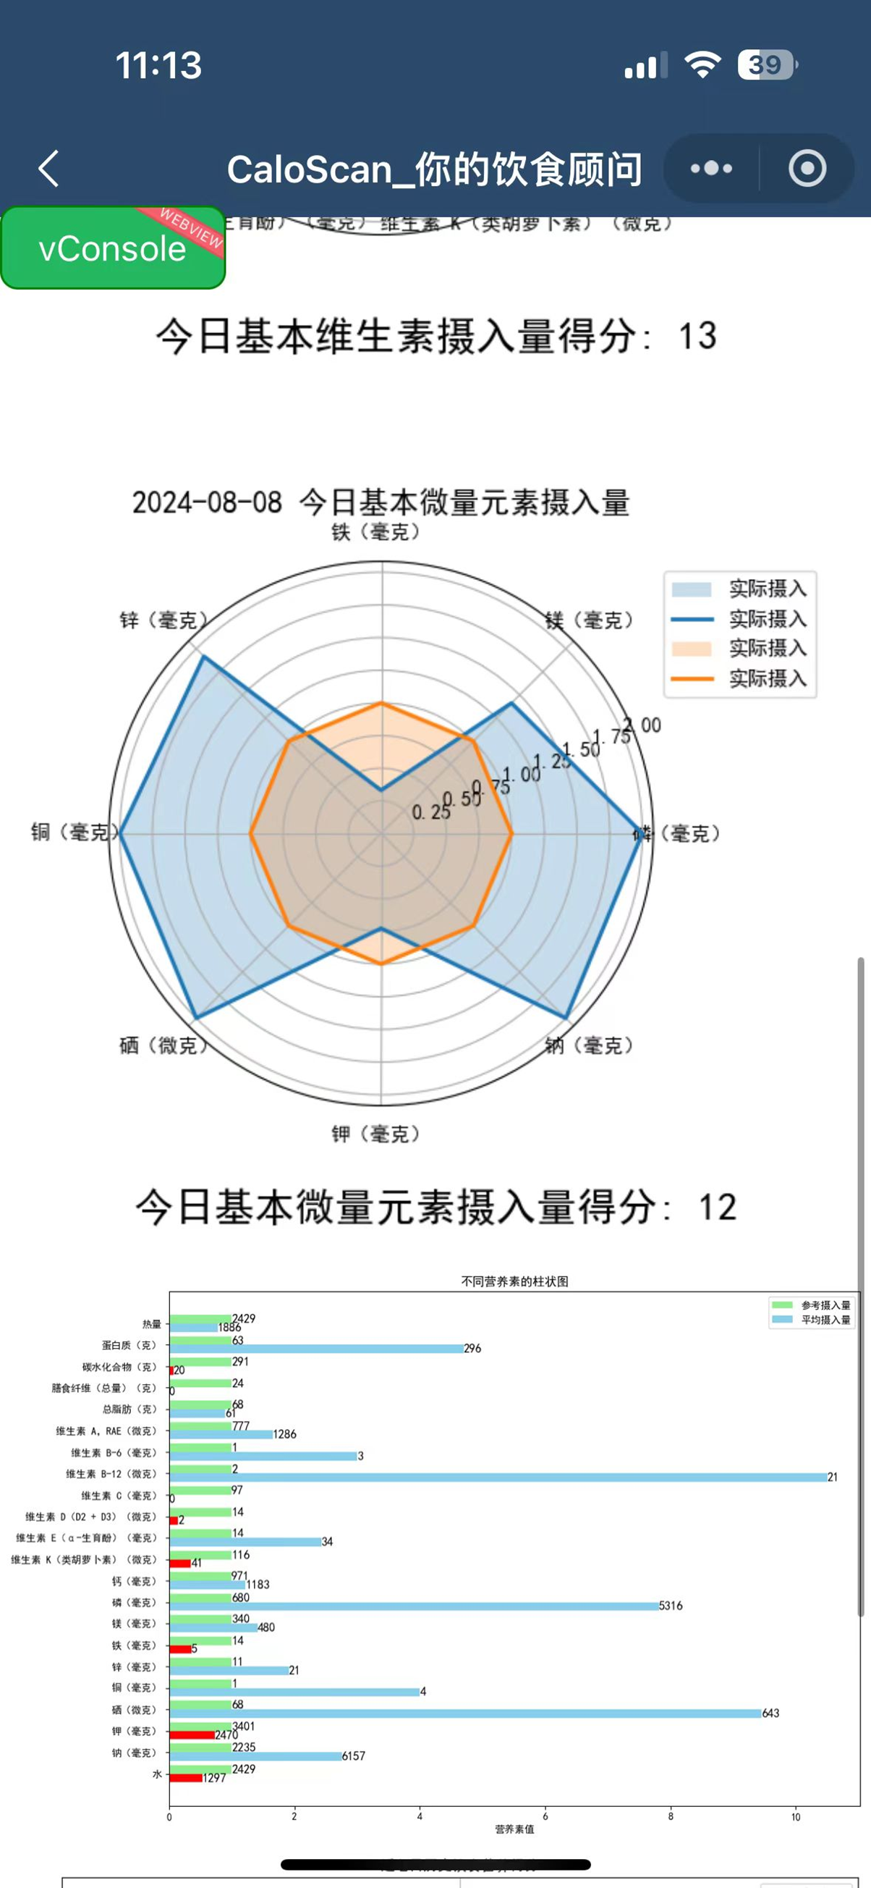 11:13
39
CaloScan_你的饮食顾问
vConsole
WEBVIEW
生育酚）（毫克） 维生素 K（类胡萝卜素）（微克）
今日基本维生素摄入量得分: 13
2024-08-08 今日基本微量元素摄入量
铁（毫克）
锌（毫克）
镁（毫克）
铜（毫克）
磷（毫克）
硒（微克）
钠（毫克）
钾（毫克）
实际摄入
实际摄入
实际摄入
实际摄入
2.00
1.75
1.50
1.25
1.00
0.75
0.50
0.25
今日基本微量元素摄入量得分: 12
不同营养素的柱状图
参考摄入量
平均摄入量
热量 2429 1886
蛋白质（克） 63 296
碳水化合物（克） 291 20
膳食纤维（总量）（克） 24 0
总脂肪（克） 68 61
维生素 A, RAE（微克） 777 1286
维生素 B-6（毫克） 1 3
维生素 B-12（微克） 2 21
维生素 C（毫克） 97 0
维生素 D（D2 + D3）（微克） 14 2
维生素 E（α-生育酚）（毫克） 14 34
维生素 K（类胡萝卜素）（微克） 116 41
钙（毫克） 971 1183
磷（毫克） 680 5316
镁（毫克） 340 480
铁（毫克） 14 5
锌（毫克） 11 21
铜（毫克） 1 4
硒（微克） 68 643
钾（毫克） 3401 2470
钠（毫克） 2235 6157
水 2429 1297
0 2 4 6 8 10
营养素值